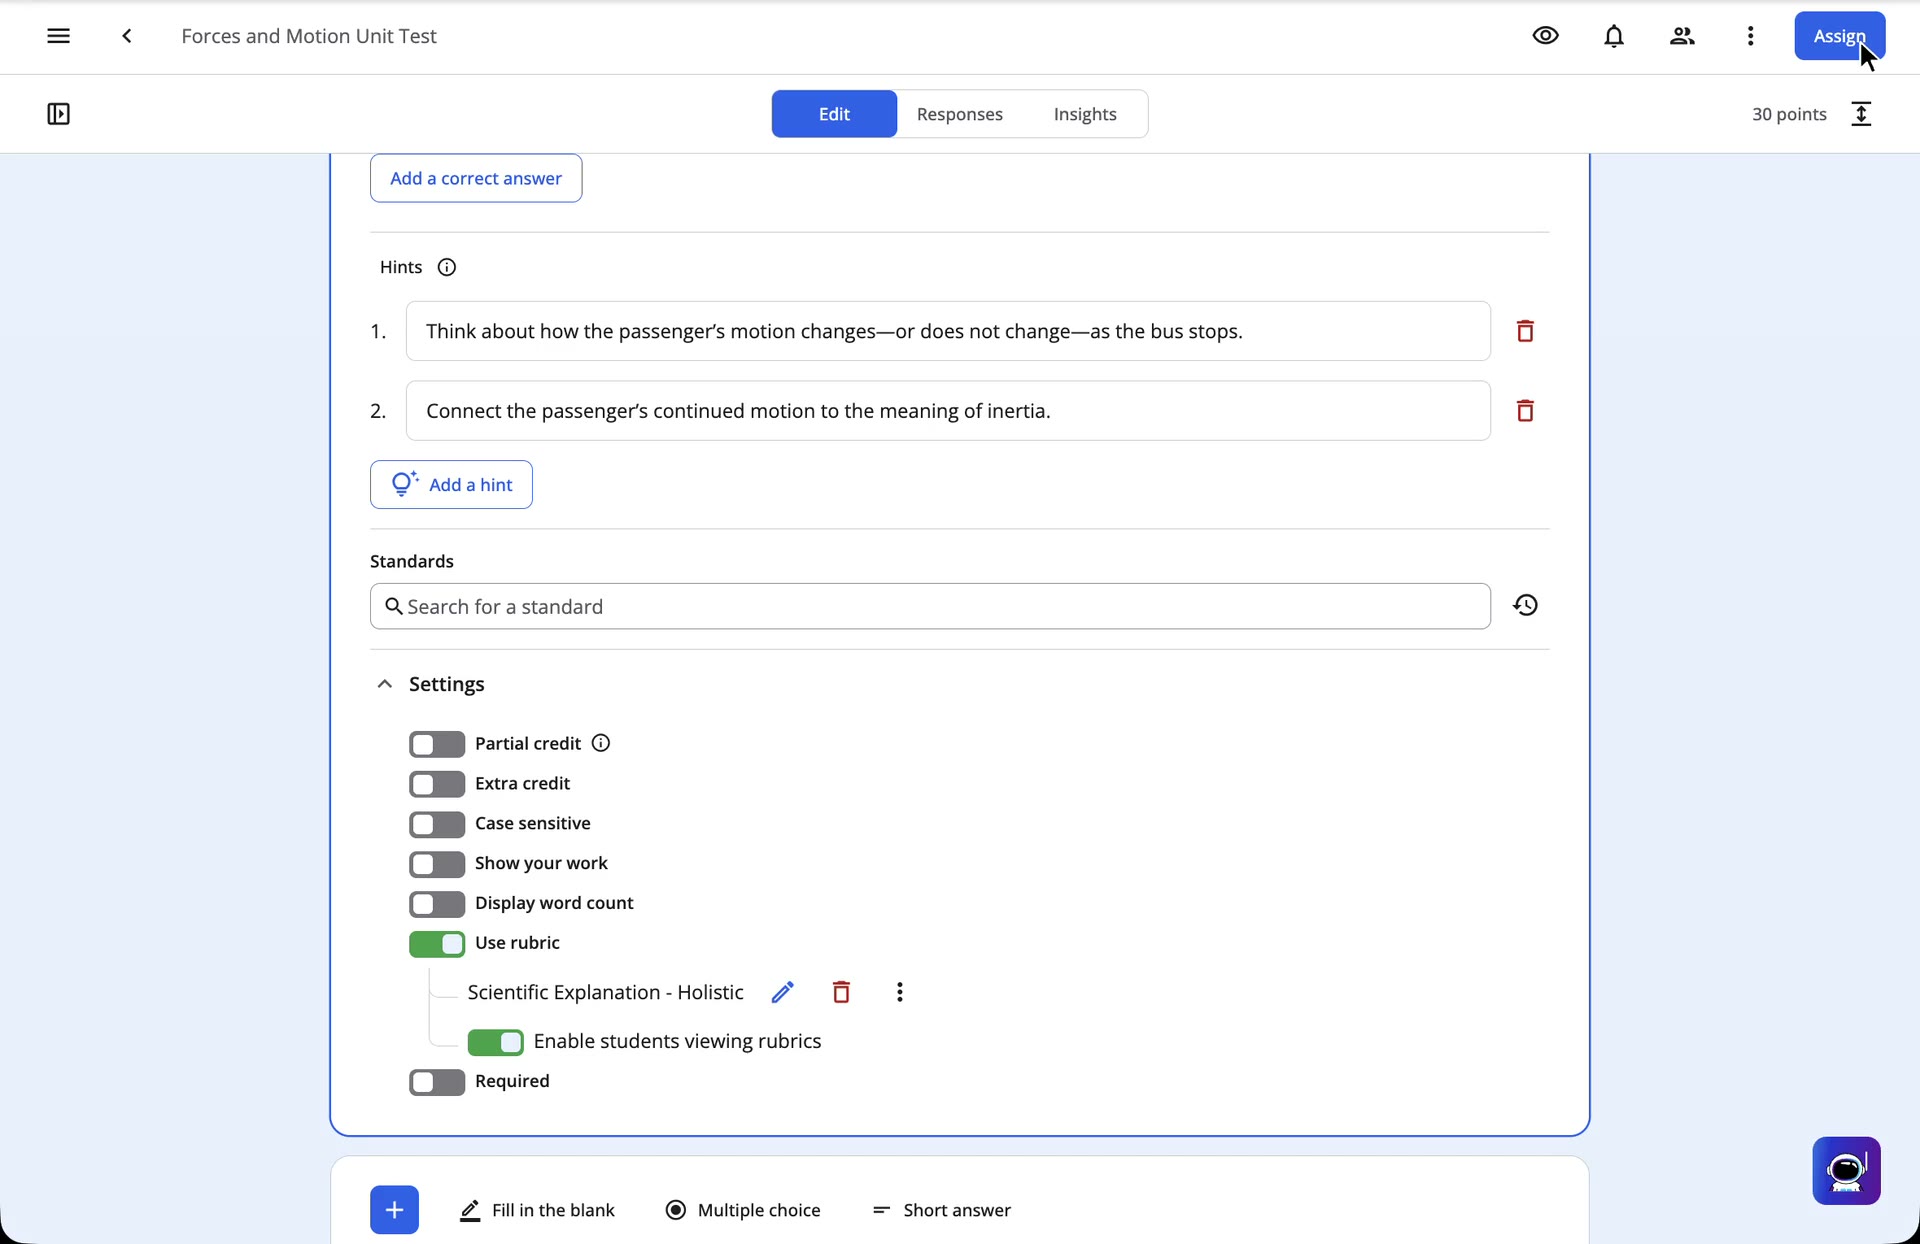 Forces and Motion Unit Test
Assign
Edit
Responses
Insights
30 points
Add a correct answer
Hints
1. Think about how the passenger’s motion changes—or does not change—as the bus stops.
2. Connect the passenger’s continued motion to the meaning of inertia.
Add a hint
Standards
Search for a standard
Settings
Partial credit
Extra credit
Case sensitive
Show your work
Display word count
Use rubric
Scientific Explanation - Holistic
Enable students viewing rubrics
Required
Fill in the blank
Multiple choice
Short answer